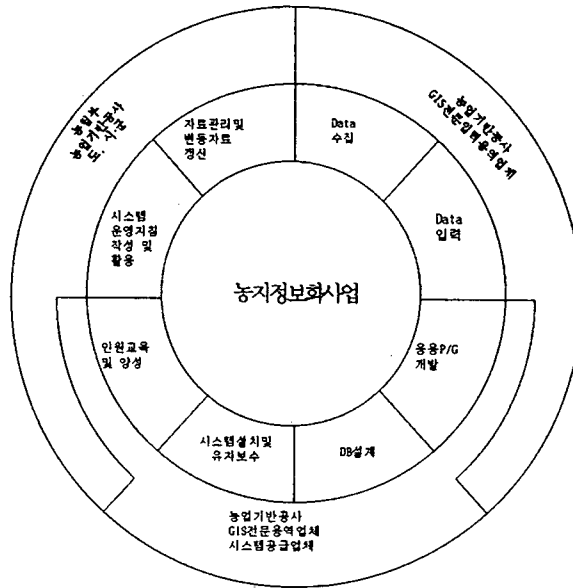 농림부
농업기반공사
도, 시·군
농업기반공사
GIS전문인력용역업체
자료관리및
변동자료
갱신
Data
수집
시스템
운영지침
작성 및
활용
Data
입력
농지정보화사업
인원교육
및 양성
응용P/G
개발
시스템설치및
유지보수
DB설계
농업기반공사
GIS전문용역업체
시스템공급업체